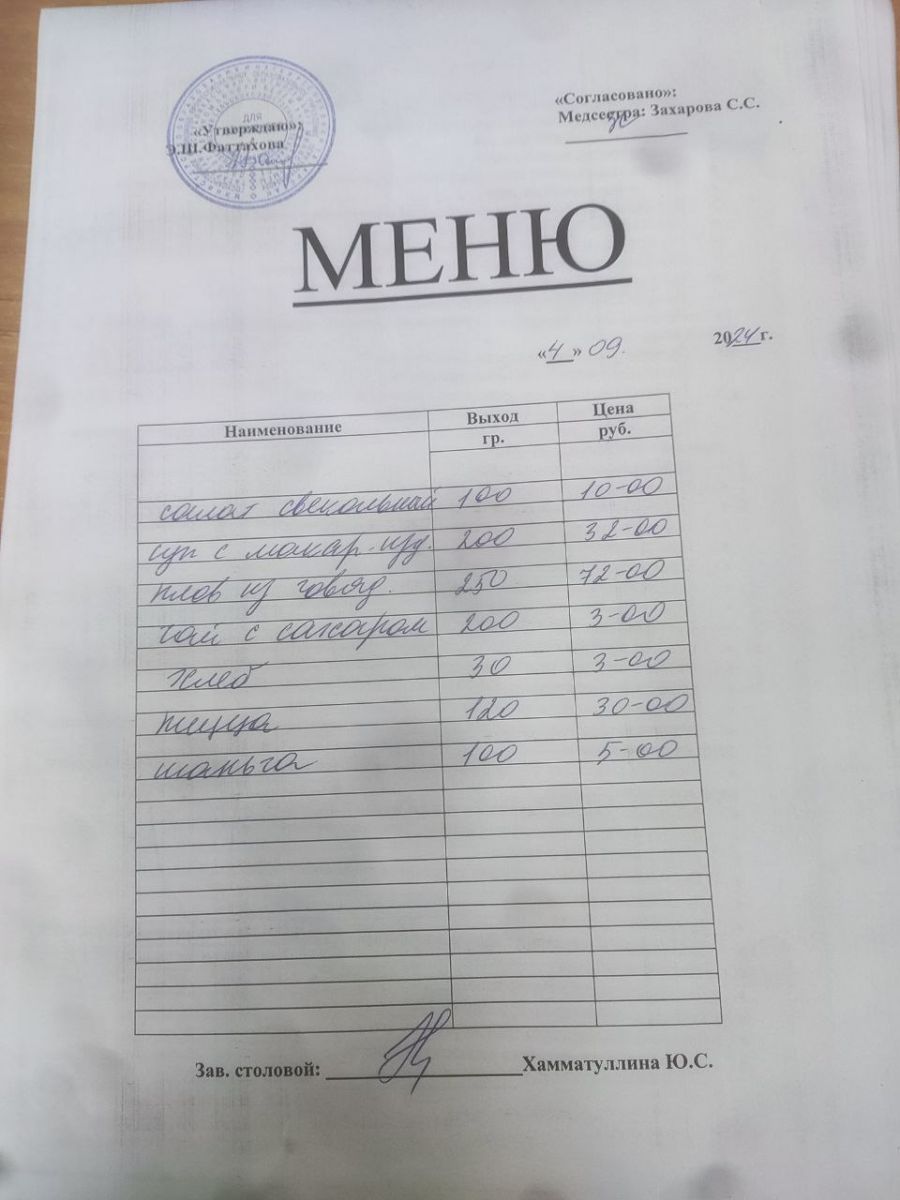 «Утверждаю»:
Э.Ш.Фаттахова
«Согласовано»:
Медсестра: Захарова С.С.
для
МЕНЮ
«4» 09. 2024 г.
Наименование Выход гр. Цена руб.
салат свекольный 100 10-00
суп с макар. изд. 200 32-00
плов из говяд. 250 72-00
чай с сахаром 200 3-00
хлеб 30 3-00
пицца 120 30-00
шаньга 100 5-00
Зав. столовой: Хамматуллина Ю.С.